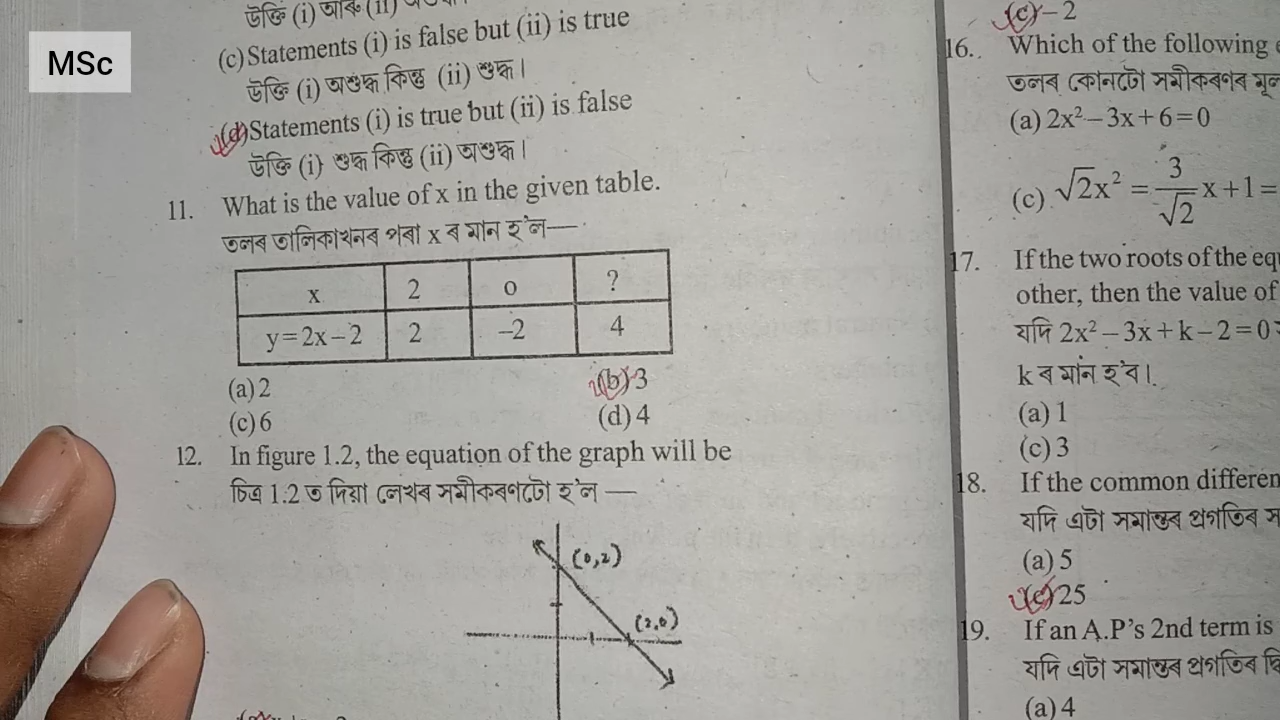 MSc
উক্তি (i) আৰু (ii)
(c) Statements (i) is false but (ii) is true
উক্তি (i) অশুদ্ধ কিন্তু (ii) শুদ্ধ।
(d) Statements (i) is true but (ii) is false
উক্তি (i) শুদ্ধ কিন্তু (ii) অশুদ্ধ।
11. What is the value of x in the given table.
তলৰ তালিকাখনৰ পৰা x ৰ মান হ'ল—
x 2 o ?
y=2x–2 2 –2 4
(a) 2 (b) 3
(c) 6 (d) 4
12. In figure 1.2, the equation of the graph will be
চিত্ৰ 1.2 ত দিয়া লেখৰ সমীকৰণটো হ'ল —
(0,2)
(2,0)
(c) –2
16. Which of the following
তলৰ কোনটো সমীকৰণৰ
(a) 2x²–3x+6=0
(c) √2x² = 3/√2 x+1=
17. If the two roots of the
other, then the value of
যদি 2x²–3x+k–2=0
k ৰ মান হ'ব।
(a) 1
(c) 3
18. If the common
যদি এটা সমান্তৰ প্ৰগতিৰ
(a) 5
(c) 25
19. If an A.P's 2nd term is
যদি এটা সমান্তৰ প্ৰগতিৰ
(a) 4